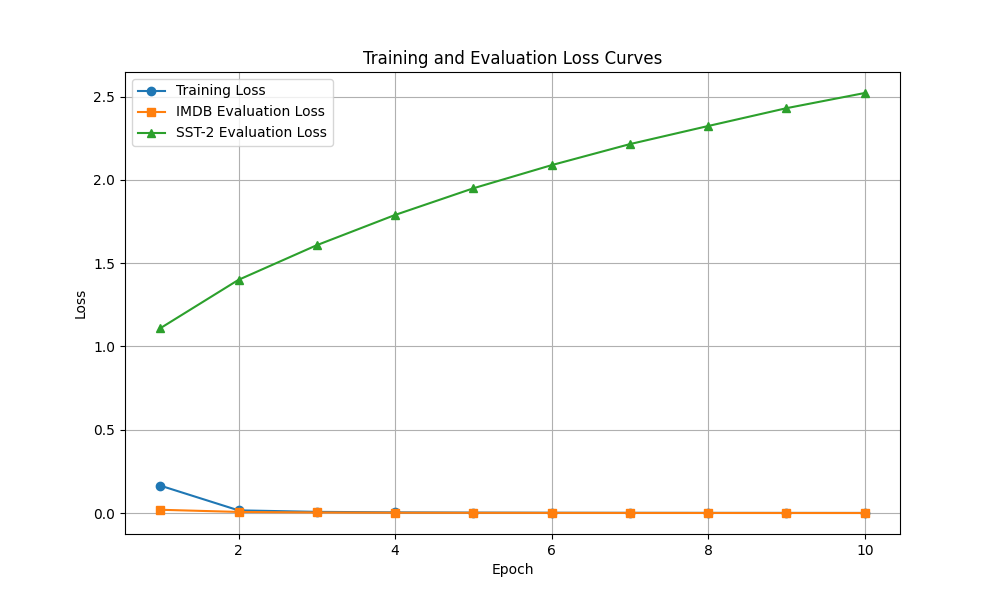 Training and Evaluation Loss Curves
Training Loss
IMDB Evaluation Loss
SST-2 Evaluation Loss
2.5
2.0
1.5
1.0
0.5
0.0
Loss
2 4 6 8 10
Epoch